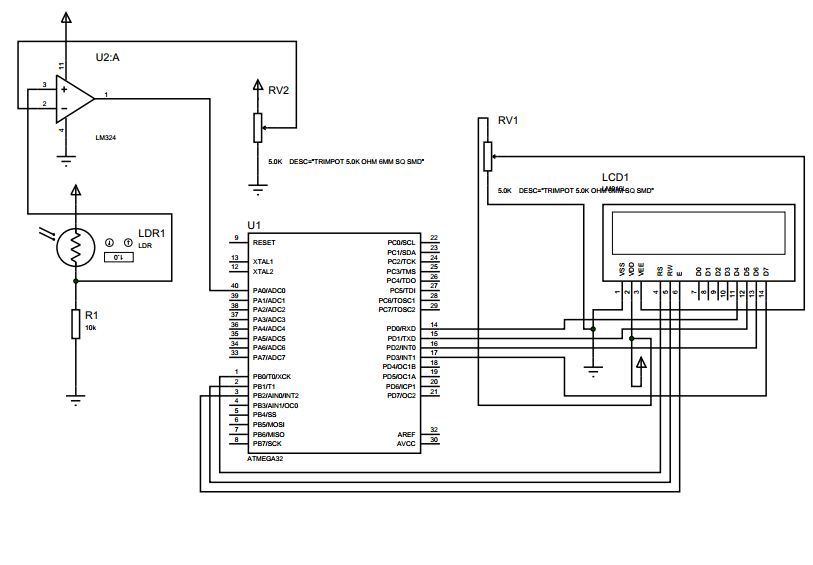 U2:A
11
3
2
1
4
LM324
RV2
5.0K DESC="TRIMPOT 5.0K OHM 6MM SQ SMD"
RV1
5.0K DESC="TRIMPOT 5.0K OHM 6MM SQ SMD"
LCD1
LDR1
LDR
1.0
R1
10k
U1
9 RESET
13 XTAL1
12 XTAL2
40 PA0/ADC0
39 PA1/ADC1
38 PA2/ADC2
37 PA3/ADC3
36 PA4/ADC4
35 PA5/ADC5
34 PA6/ADC6
33 PA7/ADC7
1 PB0/T0/XCK
2 PB1/T1
3 PB2/AIN0/INT2
4 PB3/AIN1/OC0
5 PB4/SS
6 PB5/MOSI
7 PB6/MISO
8 PB7/SCK
PC0/SCL 22
PC1/SDA 23
PC2/TCK 24
PC3/TMS 25
PC4/TDO 26
PC5/TDI 27
PC6/TOSC1 28
PC7/TOSC2 29
PD0/RXD 14
PD1/TXD 15
PD2/INT0 16
PD3/INT1 17
PD4/OC1B 18
PD5/OC1A 19
PD6/ICP1 20
PD7/OC2 21
AREF 32
AVCC 30
ATMEGA32
VSS VDD VEE RS RW E D0 D1 D2 D3 D4 D5 D6 D7
1 2 3 4 5 6 7 8 9 10 11 12 13 14